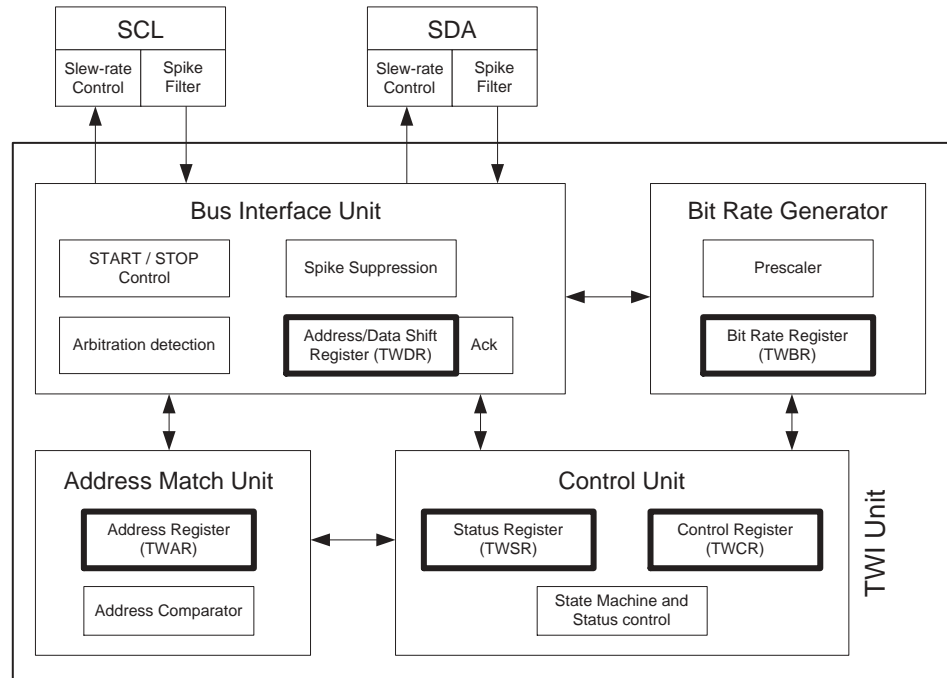 SCL
Slew-rate
Control
Spike
Filter
SDA
Slew-rate
Control
Spike
Filter
Bus Interface Unit
START / STOP
Control
Spike Suppression
Arbitration detection
Address/Data Shift
Register (TWDR)
Ack
Bit Rate Generator
Prescaler
Bit Rate Register
(TWBR)
Address Match Unit
Address Register
(TWAR)
Address Comparator
Control Unit
Status Register
(TWSR)
Control Register
(TWCR)
State Machine and
Status control
TWI Unit